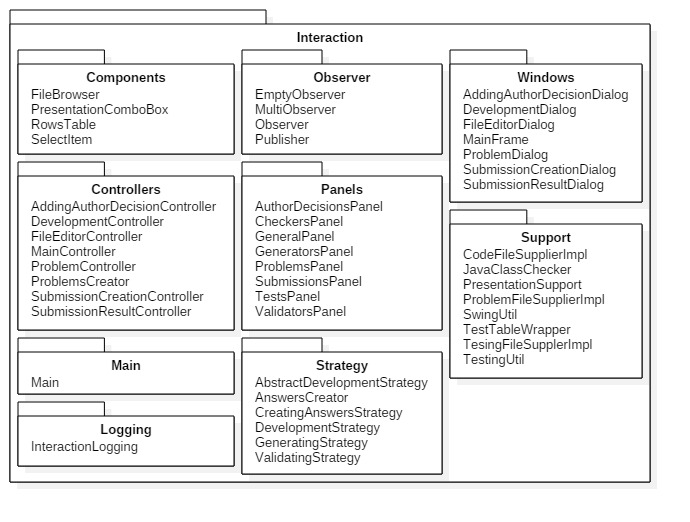 Interaction
Components
FileBrowser
PresentationComboBox
RowsTable
SelectItem
Observer
EmptyObserver
MultiObserver
Observer
Publisher
Windows
AddingAuthorDecisionDialog
DevelopmentDialog
FileEditorDialog
MainFrame
ProblemDialog
SubmissionCreationDialog
SubmissionResultDialog
Controllers
AddingAuthorDecisionController
DevelopmentController
FileEditorController
MainController
ProblemController
ProblemsCreator
SubmissionCreationController
SubmissionResultController
Panels
AuthorDecisionsPanel
CheckersPanel
GeneralPanel
GeneratorsPanel
ProblemsPanel
SubmissionsPanel
TestsPanel
ValidatorsPanel
Support
CodeFileSupplierImpl
JavaClassChecker
PresentationSupport
ProblemFileSupplierImpl
SwingUtil
TestTableWrapper
TesingFileSupplerImpl
TestingUtil
Main
Main
Strategy
AbstractDevelopmentStrategy
AnswersCreator
CreatingAnswersStrategy
DevelopmentStrategy
GeneratingStrategy
ValidatingStrategy
Logging
InteractionLogging